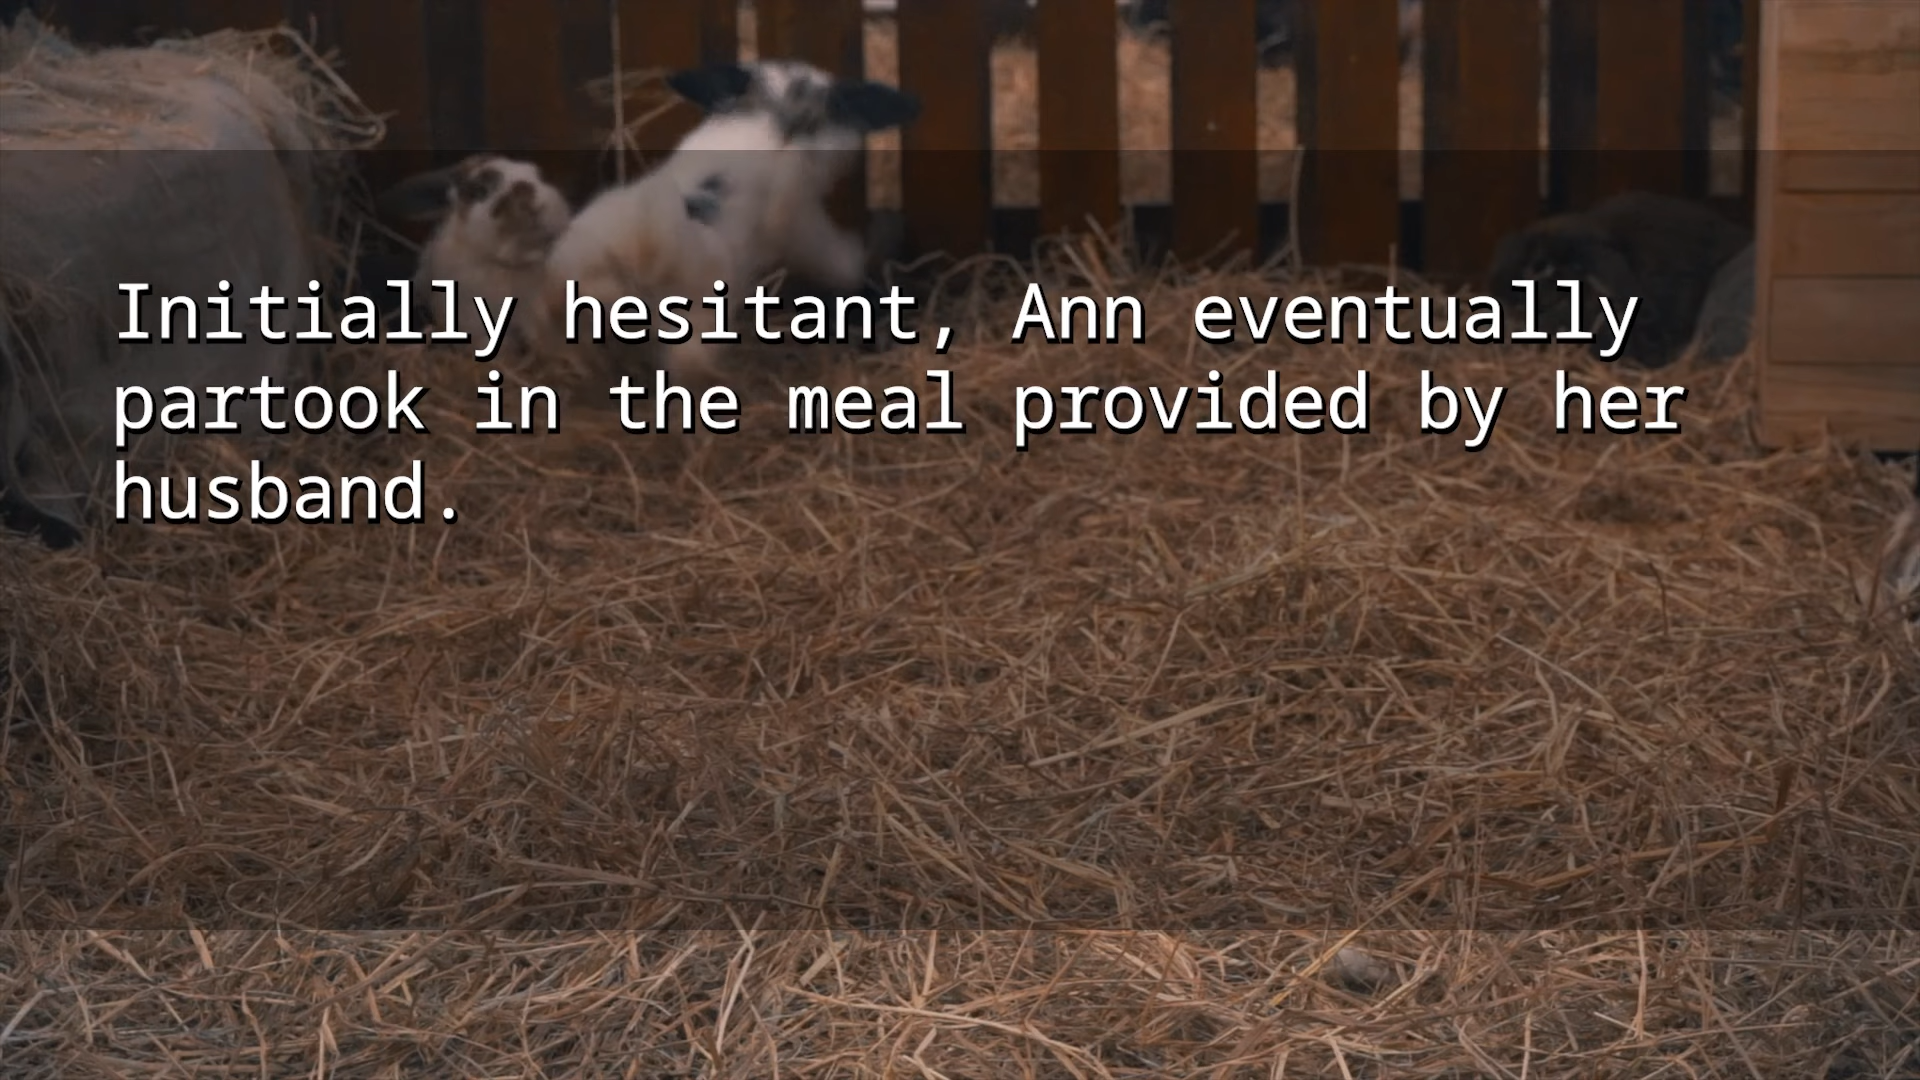 Initially hesitant, Ann eventually
partook in the meal provided by her
husband.